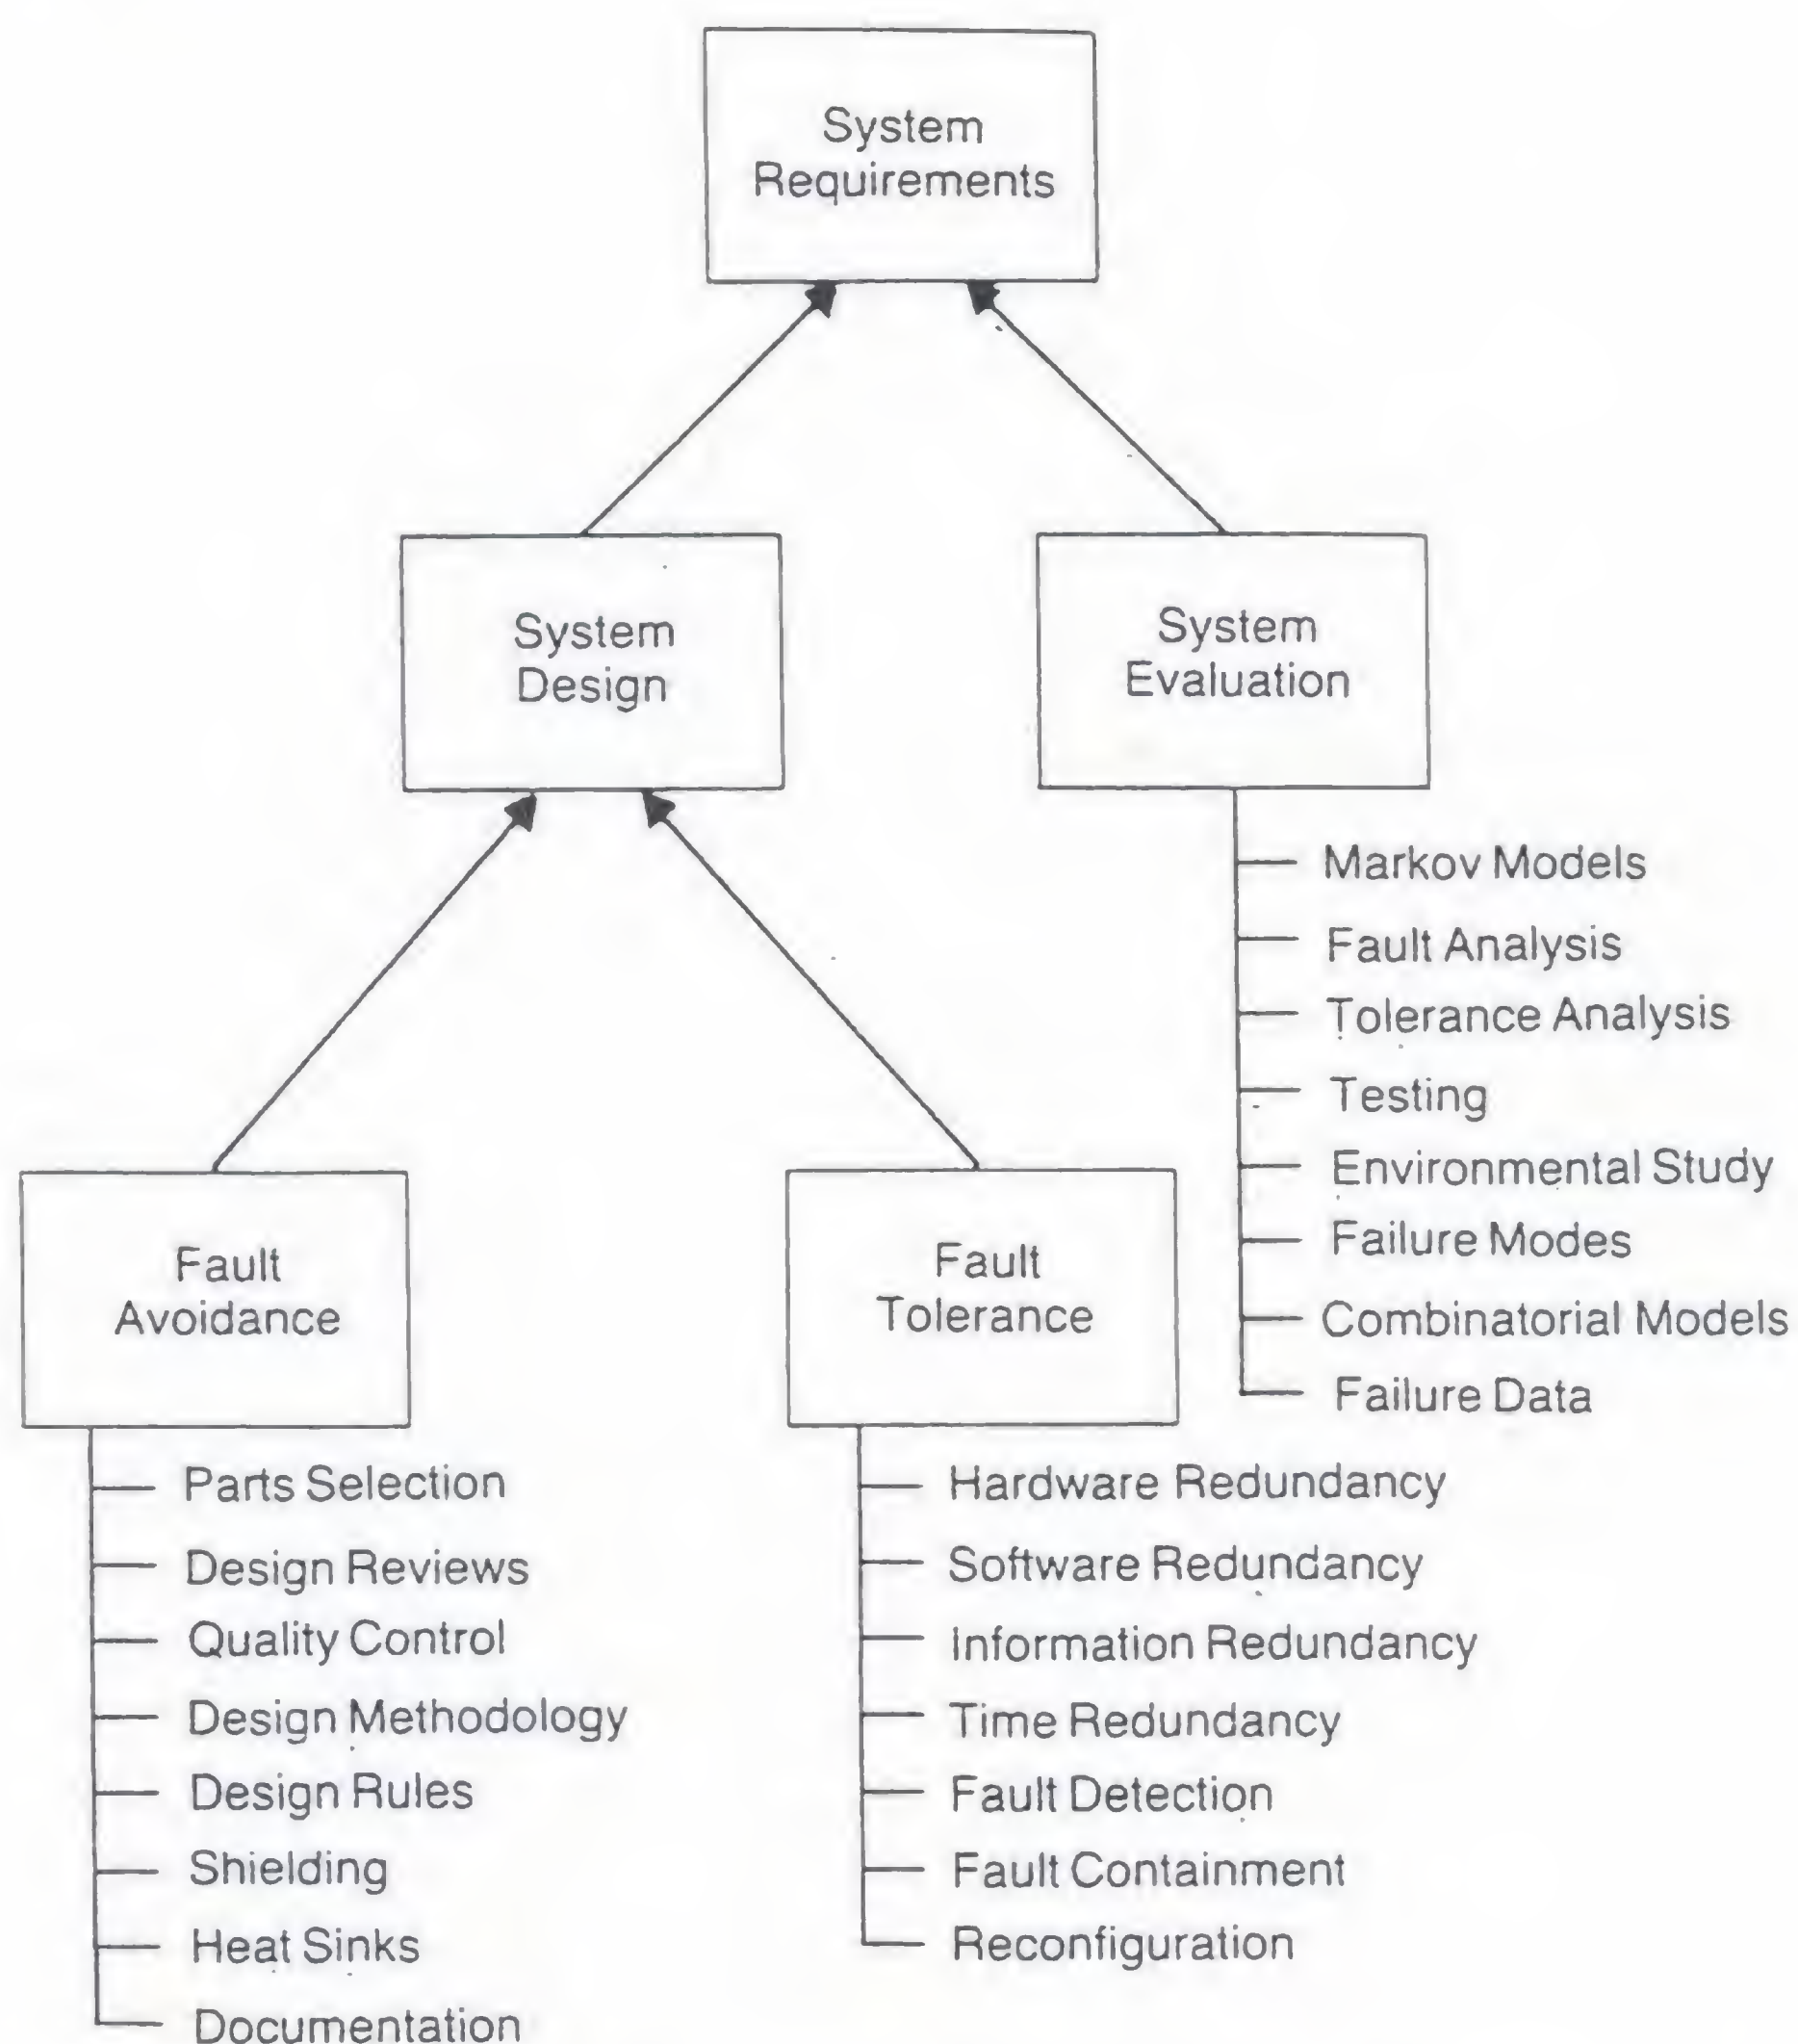 System
Requirements
System
Design
System
Evaluation
Markov Models
Fault Analysis
Tolerance Analysis
Testing
Environmental Study
Failure Modes
Combinatorial Models
Failure Data
Fault
Avoidance
Parts Selection
Design Reviews
Quality Control
Design Methodology
Design Rules
Shielding
Heat Sinks
Documentation
Fault
Tolerance
Hardware Redundancy
Software Redundancy
Information Redundancy
Time Redundancy
Fault Detection
Fault Containment
Reconfiguration